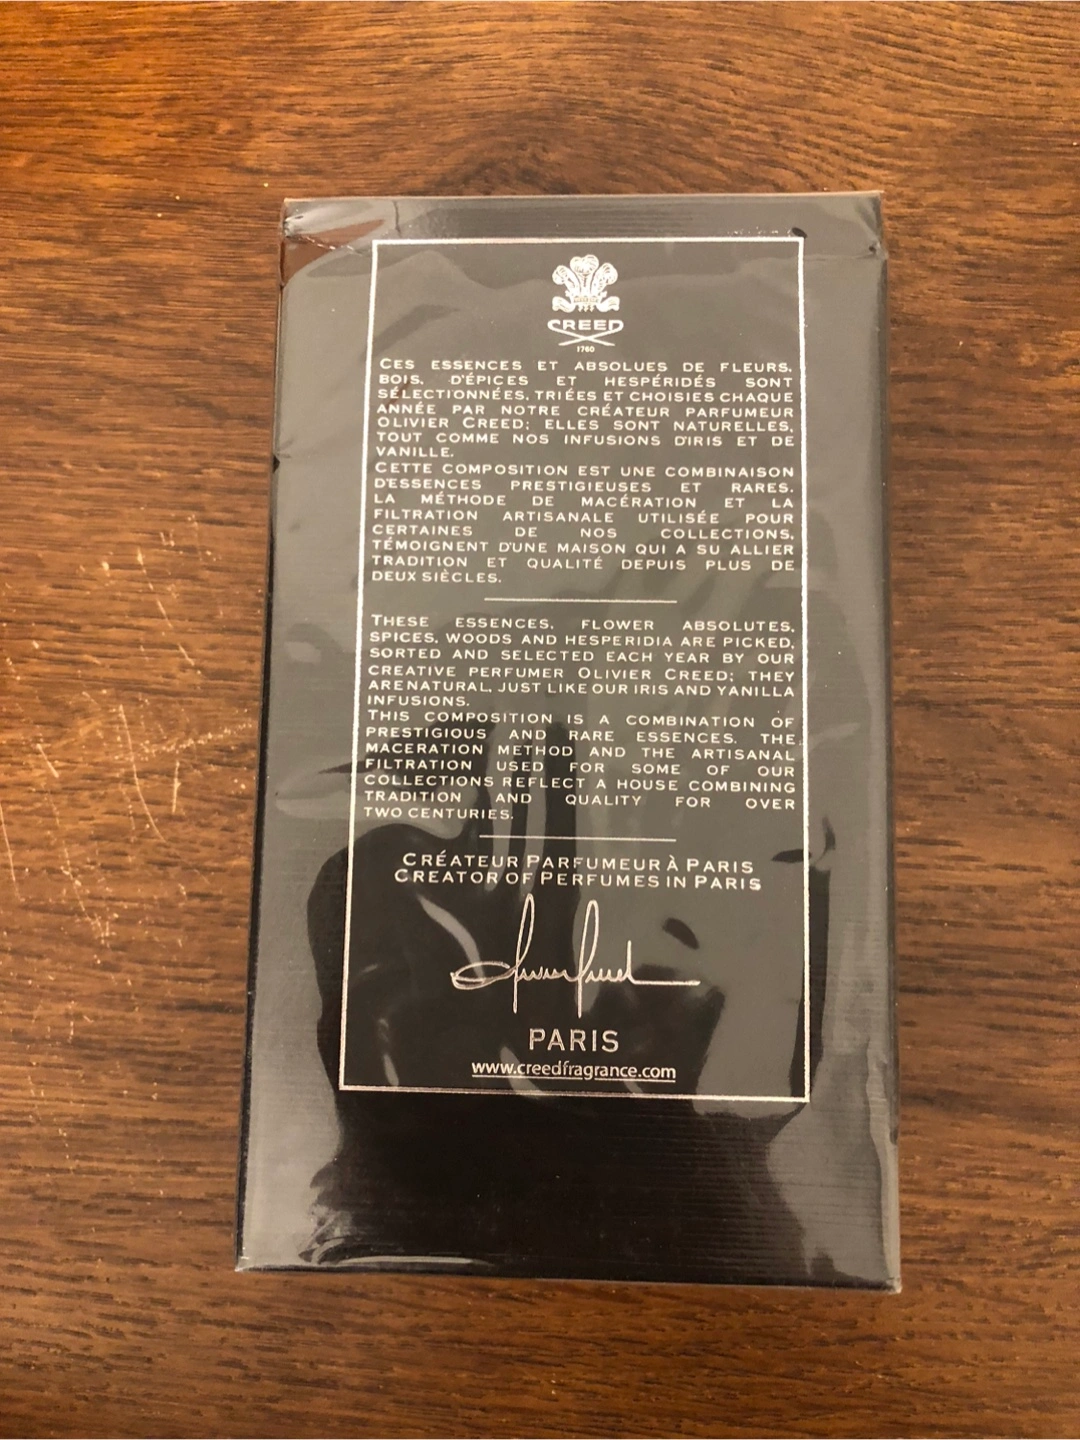 CREED
1760
CES ESSENCES ET ABSOLUES DE FLEURS,
BOIS, D'ÉPICES ET HESPÉRIDÉS SONT
SÉLECTIONNÉES, TRIÉES ET CHOISIES CHAQUE
ANNÉE PAR NOTRE CRÉATEUR PARFUMEUR
OLIVIER CREED; ELLES SONT NATURELLES,
TOUT COMME NOS INFUSIONS D'IRIS ET DE
VANILLE.
CETTE COMPOSITION EST UNE COMBINAISON
D'ESSENCES PRESTIGIEUSES ET RARES.
LA MÉTHODE DE MACÉRATION ET LA
FILTRATION ARTISANALE UTILISÉE POUR
CERTAINES DE NOS COLLECTIONS,
TÉMOIGNENT D'UNE MAISON QUI A SU ALLIER
TRADITION ET QUALITÉ DEPUIS PLUS DE
DEUX SIÈCLES.
THESE ESSENCES, FLOWER ABSOLUTES,
SPICES, WOODS AND HESPERIDIA ARE PICKED,
SORTED AND SELECTED EACH YEAR BY OUR
CREATIVE PERFUMER OLIVIER CREED; THEY
ARE NATURAL, JUST LIKE OUR IRIS AND VANILLA
INFUSIONS.
THIS COMPOSITION IS A COMBINATION OF
PRESTIGIOUS AND RARE ESSENCES. THE
MACERATION METHOD AND THE ARTISANAL
FILTRATION USED FOR SOME OF OUR
COLLECTIONS REFLECT A HOUSE COMBINING
TRADITION AND QUALITY FOR OVER
TWO CENTURIES.
CRÉATEUR PARFUMEUR À PARIS
CREATOR OF PERFUMES IN PARIS
Olivier Creed
PARIS
www.creedfragrance.com